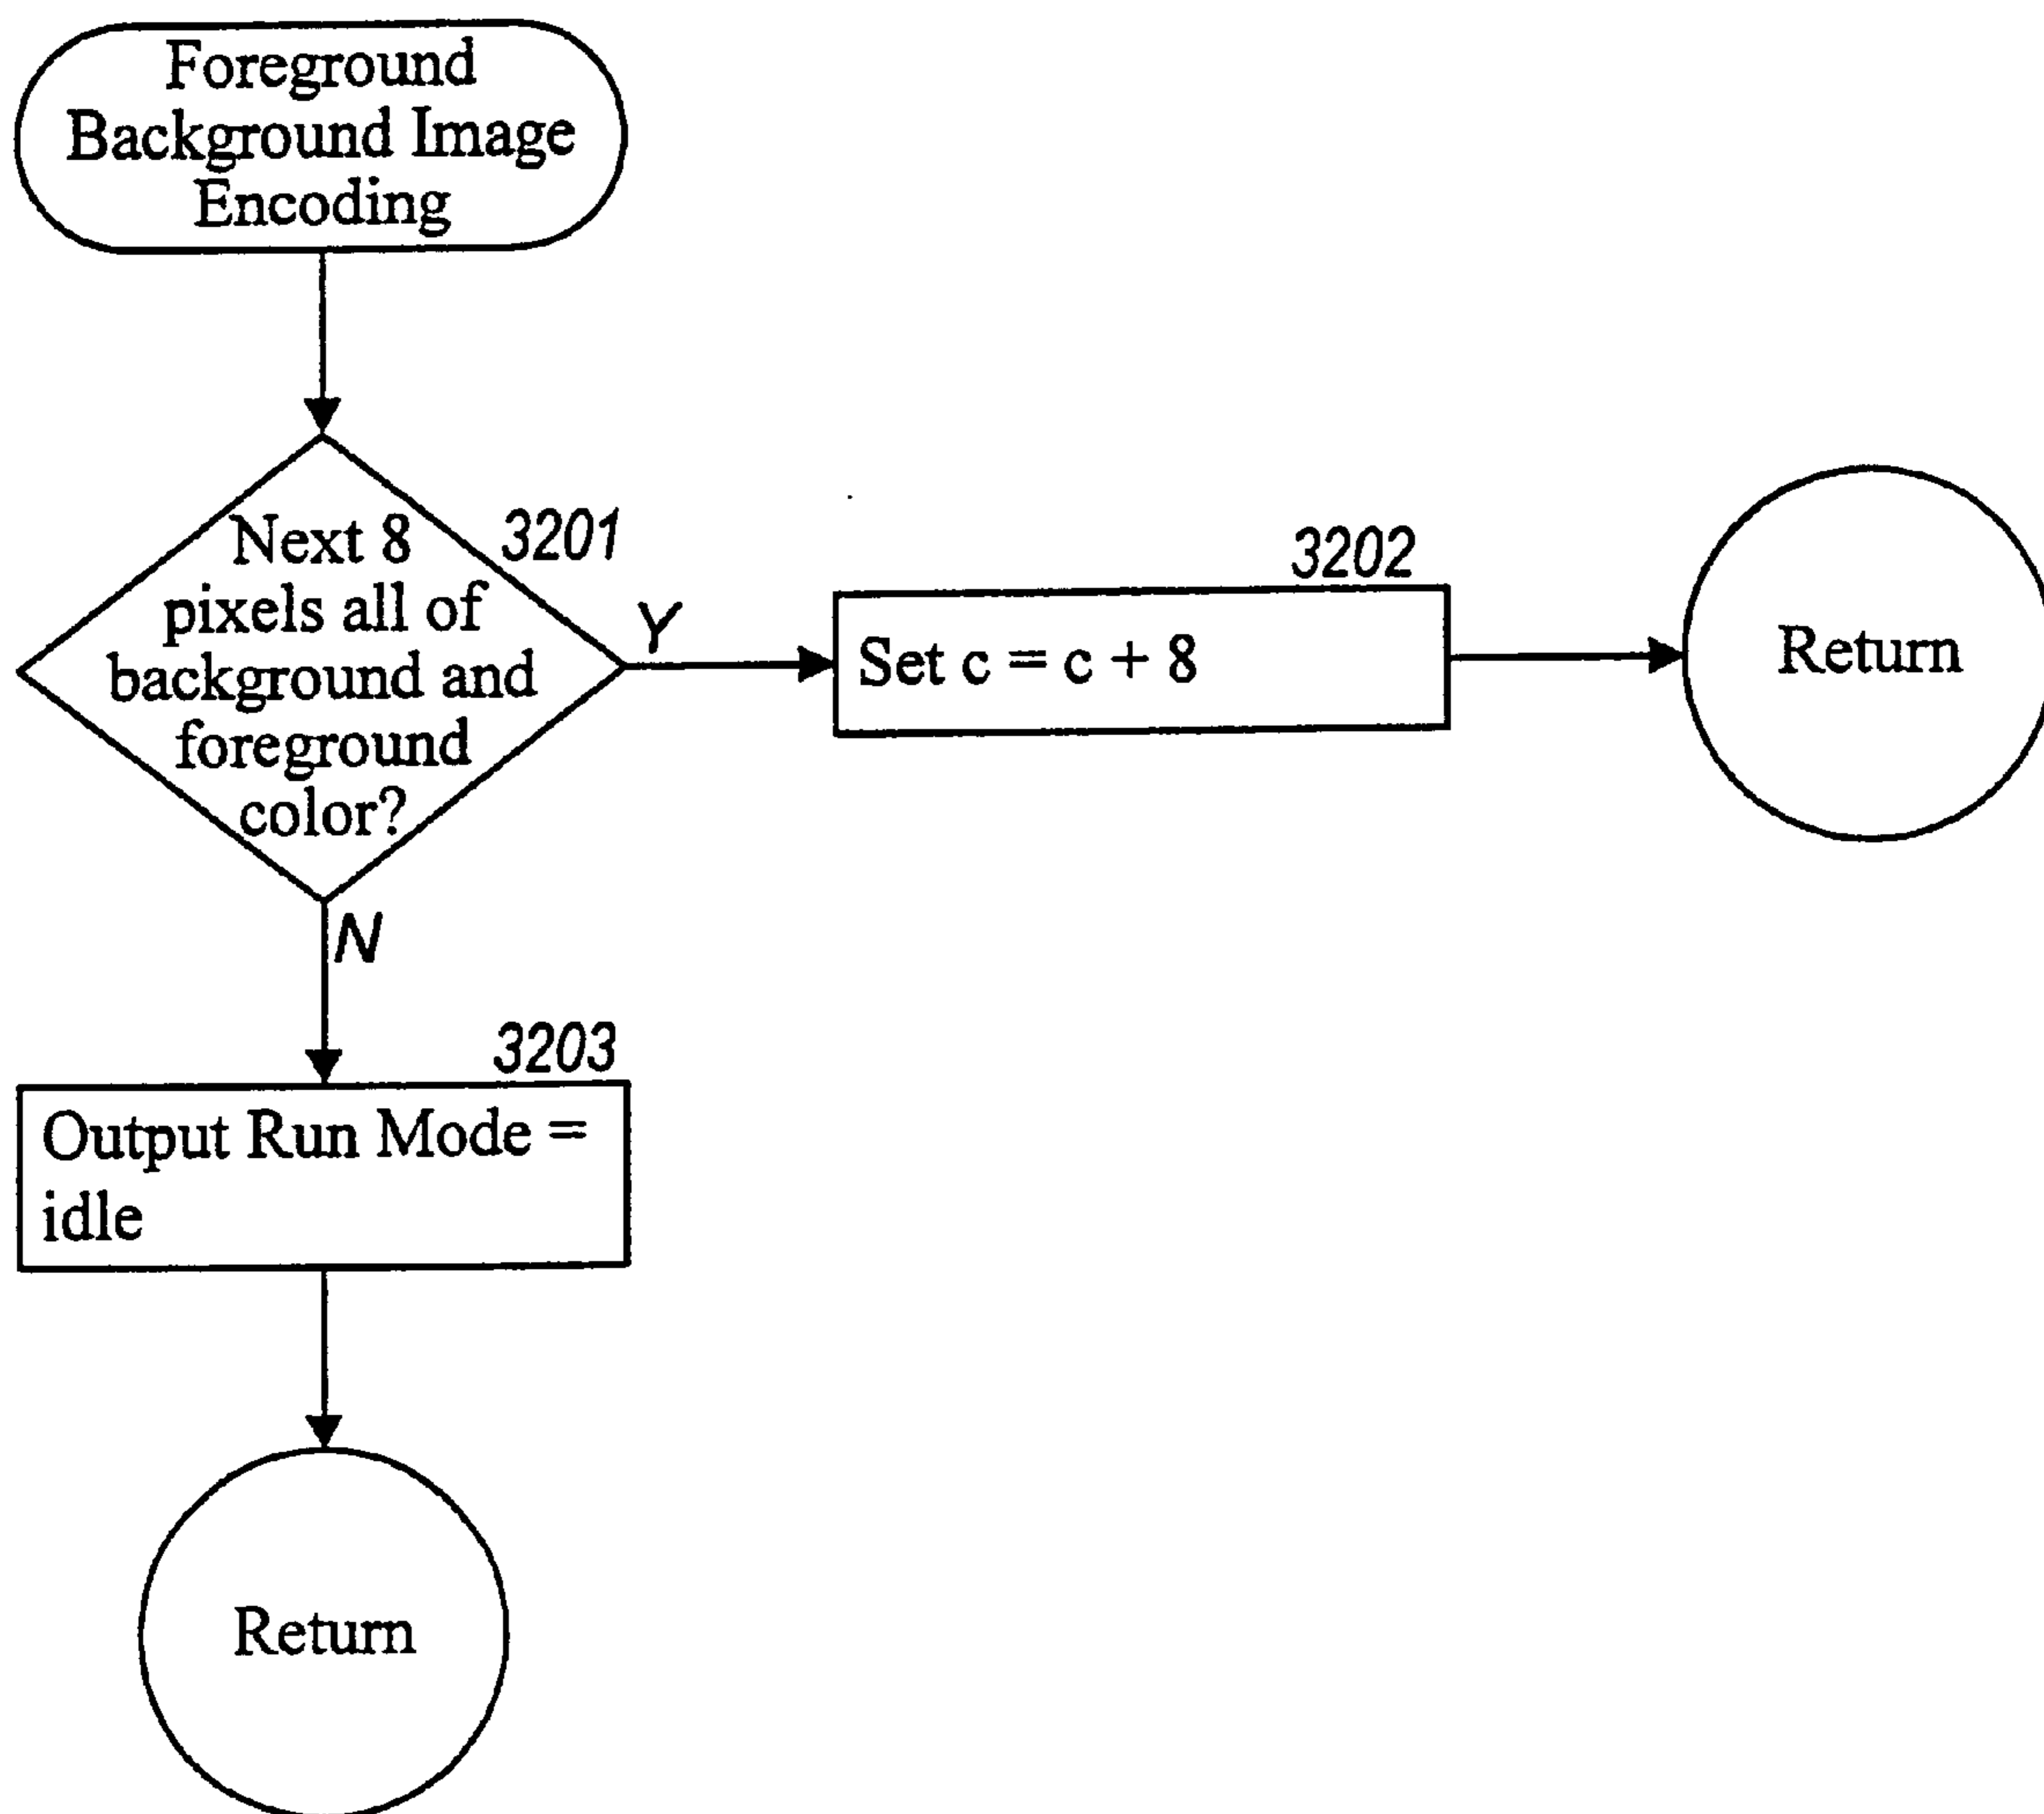 Foreground
Background Image
Encoding
Next 8
pixels all of
background and
foreground
color?
3201
Y
3202
Set c = c + 8
Return
N
3203
Output Run Mode =
idle
Return